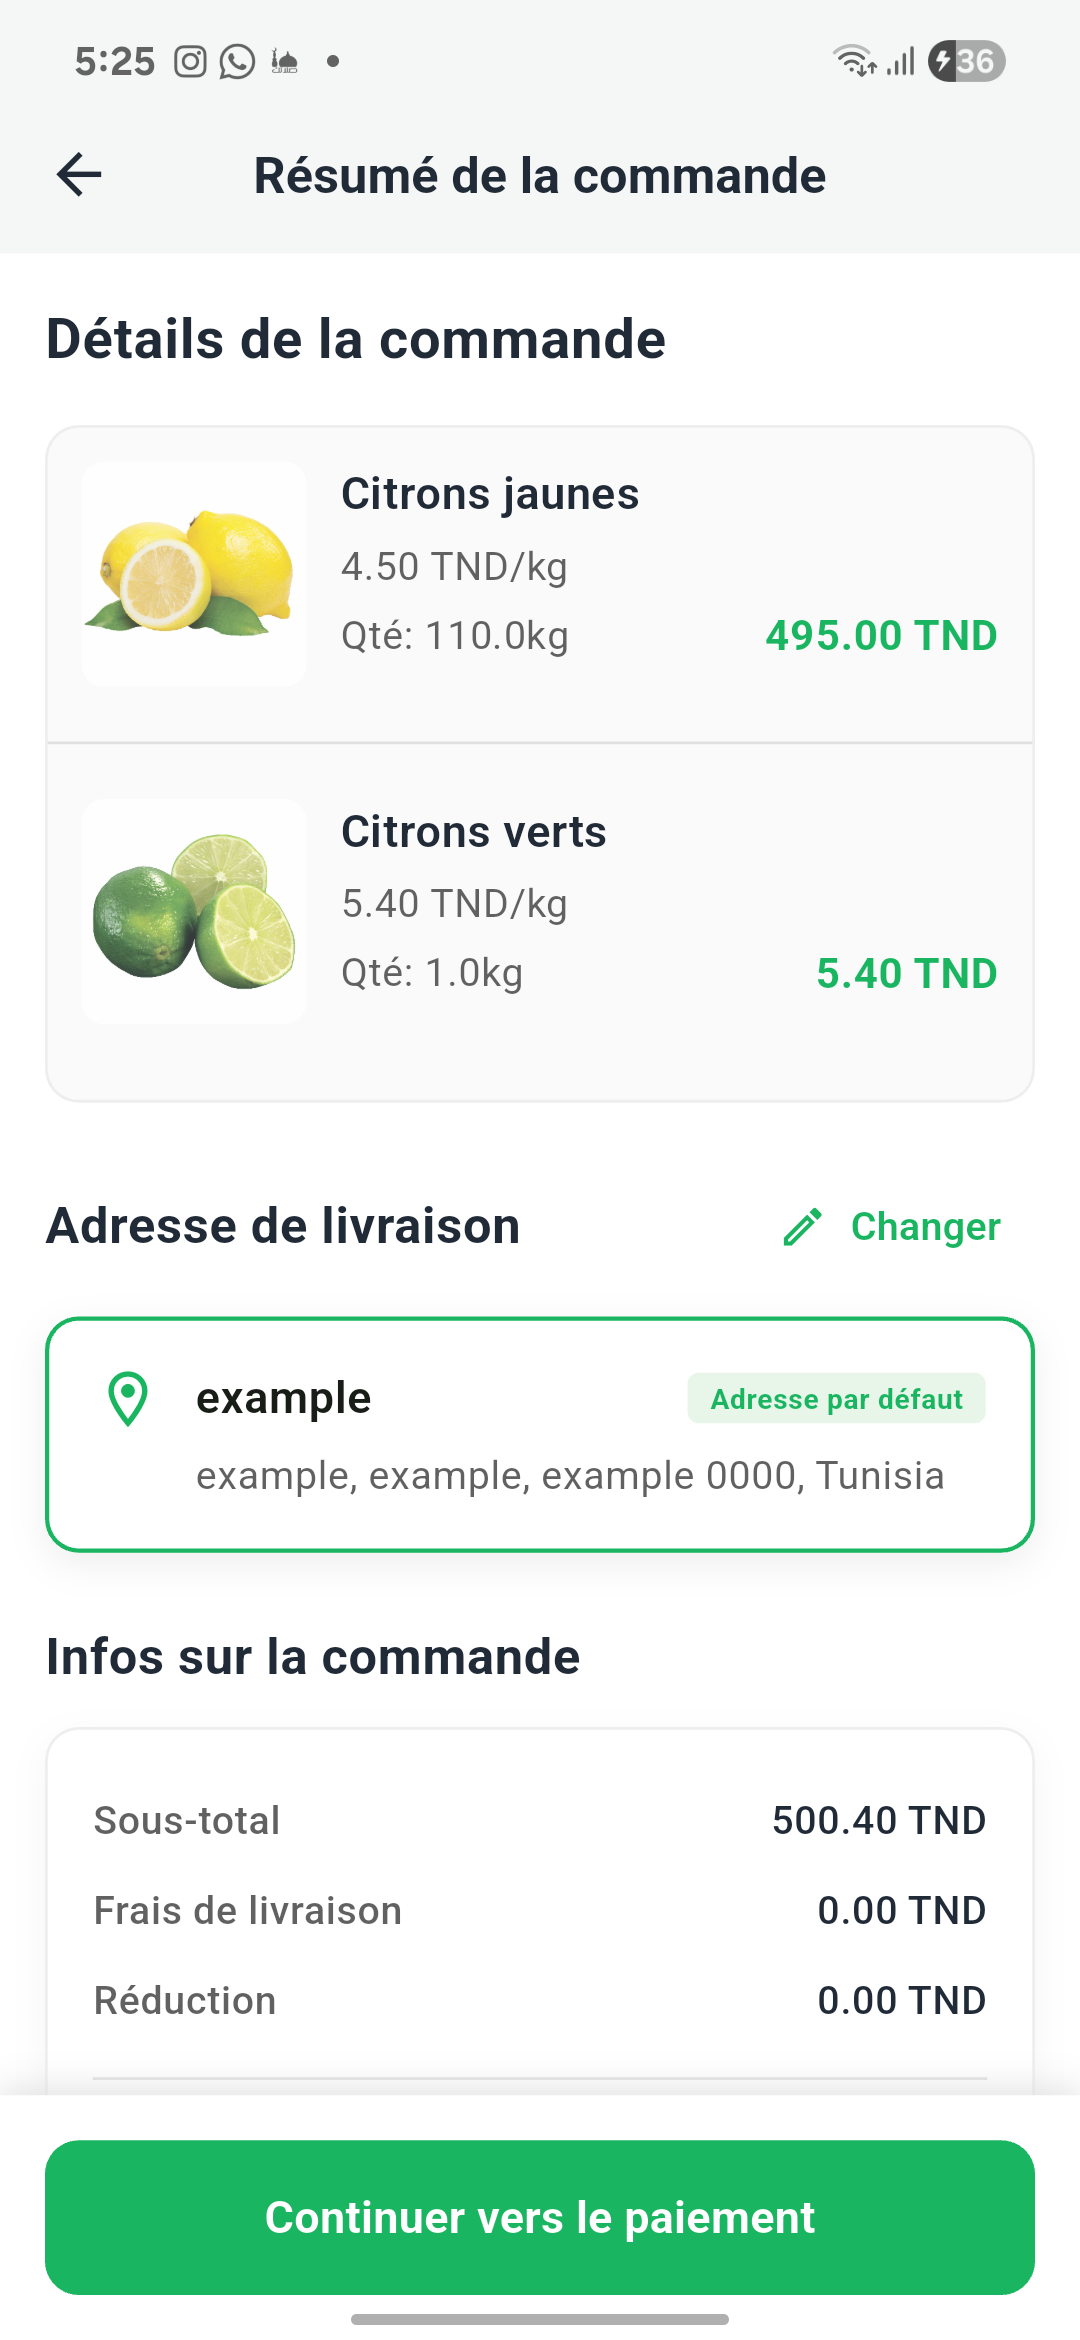 5:25
36
Résumé de la commande
Détails de la commande
Citrons jaunes
4.50 TND/kg
Qté: 110.0kg
495.00 TND
Citrons verts
5.40 TND/kg
Qté: 1.0kg
5.40 TND
Adresse de livraison
Changer
example
Adresse par défaut
example, example, example 0000, Tunisia
Infos sur la commande
Sous-total
500.40 TND
Frais de livraison
0.00 TND
Réduction
0.00 TND
Continuer vers le paiement